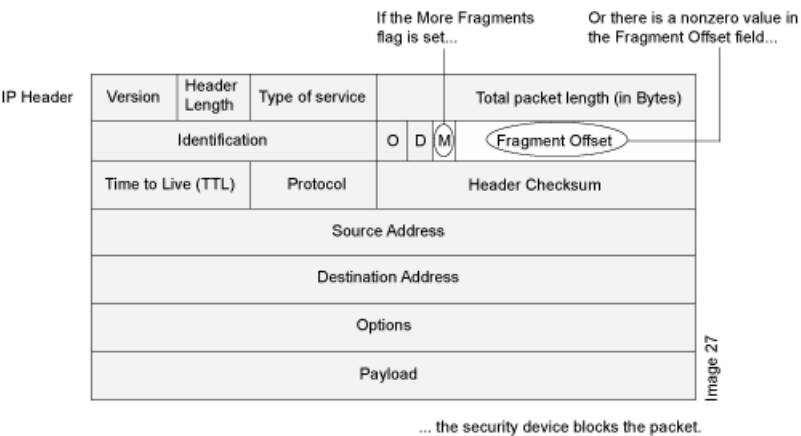 If the More Fragments
flag is set...
Or there is a nonzero value in
the Fragment Offset field...
IP Header
Version
Header
Length
Type of service
Total packet length (in Bytes)
Identification
O
D
M
Fragment Offset
Time to Live (TTL)
Protocol
Header Checksum
Source Address
Destination Address
Options
Payload
Image 27
... the security device blocks the packet.